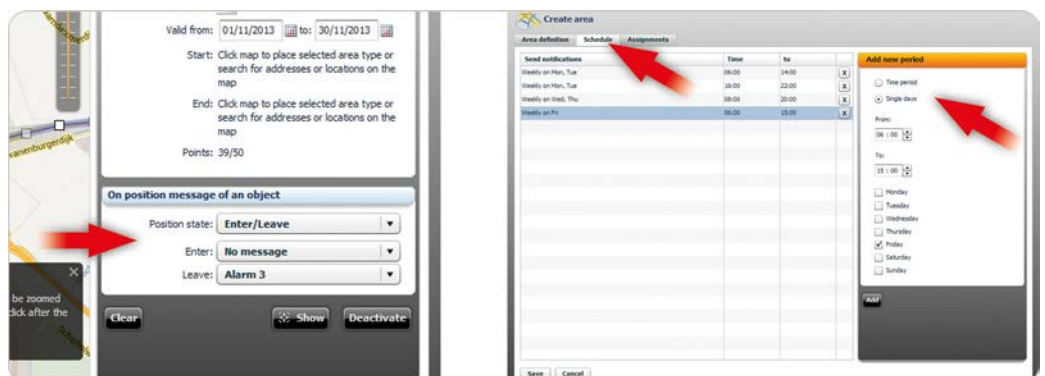 Valid from: 01/11/2013 to: 30/11/2013
Start: Click map to place selected area type or
search for addresses or locations on the
map
End: Click map to place selected area type or
search for addresses or locations on the
map
Points: 39/50
vanenburgerdijk
On position message of an object
Position state: Enter/Leave
Enter: No message
Leave: Alarm 3
be zoomed
click after the
Clear Show Deactivate
Create area
Area definition Schedule Assignments
Send notifications Time to
Weekly on Mon, Tue 06:00 14:00 X
Weekly on Mon, Tue 16:00 22:00 X
Weekly on Wed, Thu 08:00 20:00 X
Weekly on Fri 06:00 15:00 X
Add new period
Time period
Single days
From:
06 : 00
To:
15 : 00
Monday
Tuesday
Wednesday
Thursday
Friday
Saturday
Sunday
Add
Save Cancel